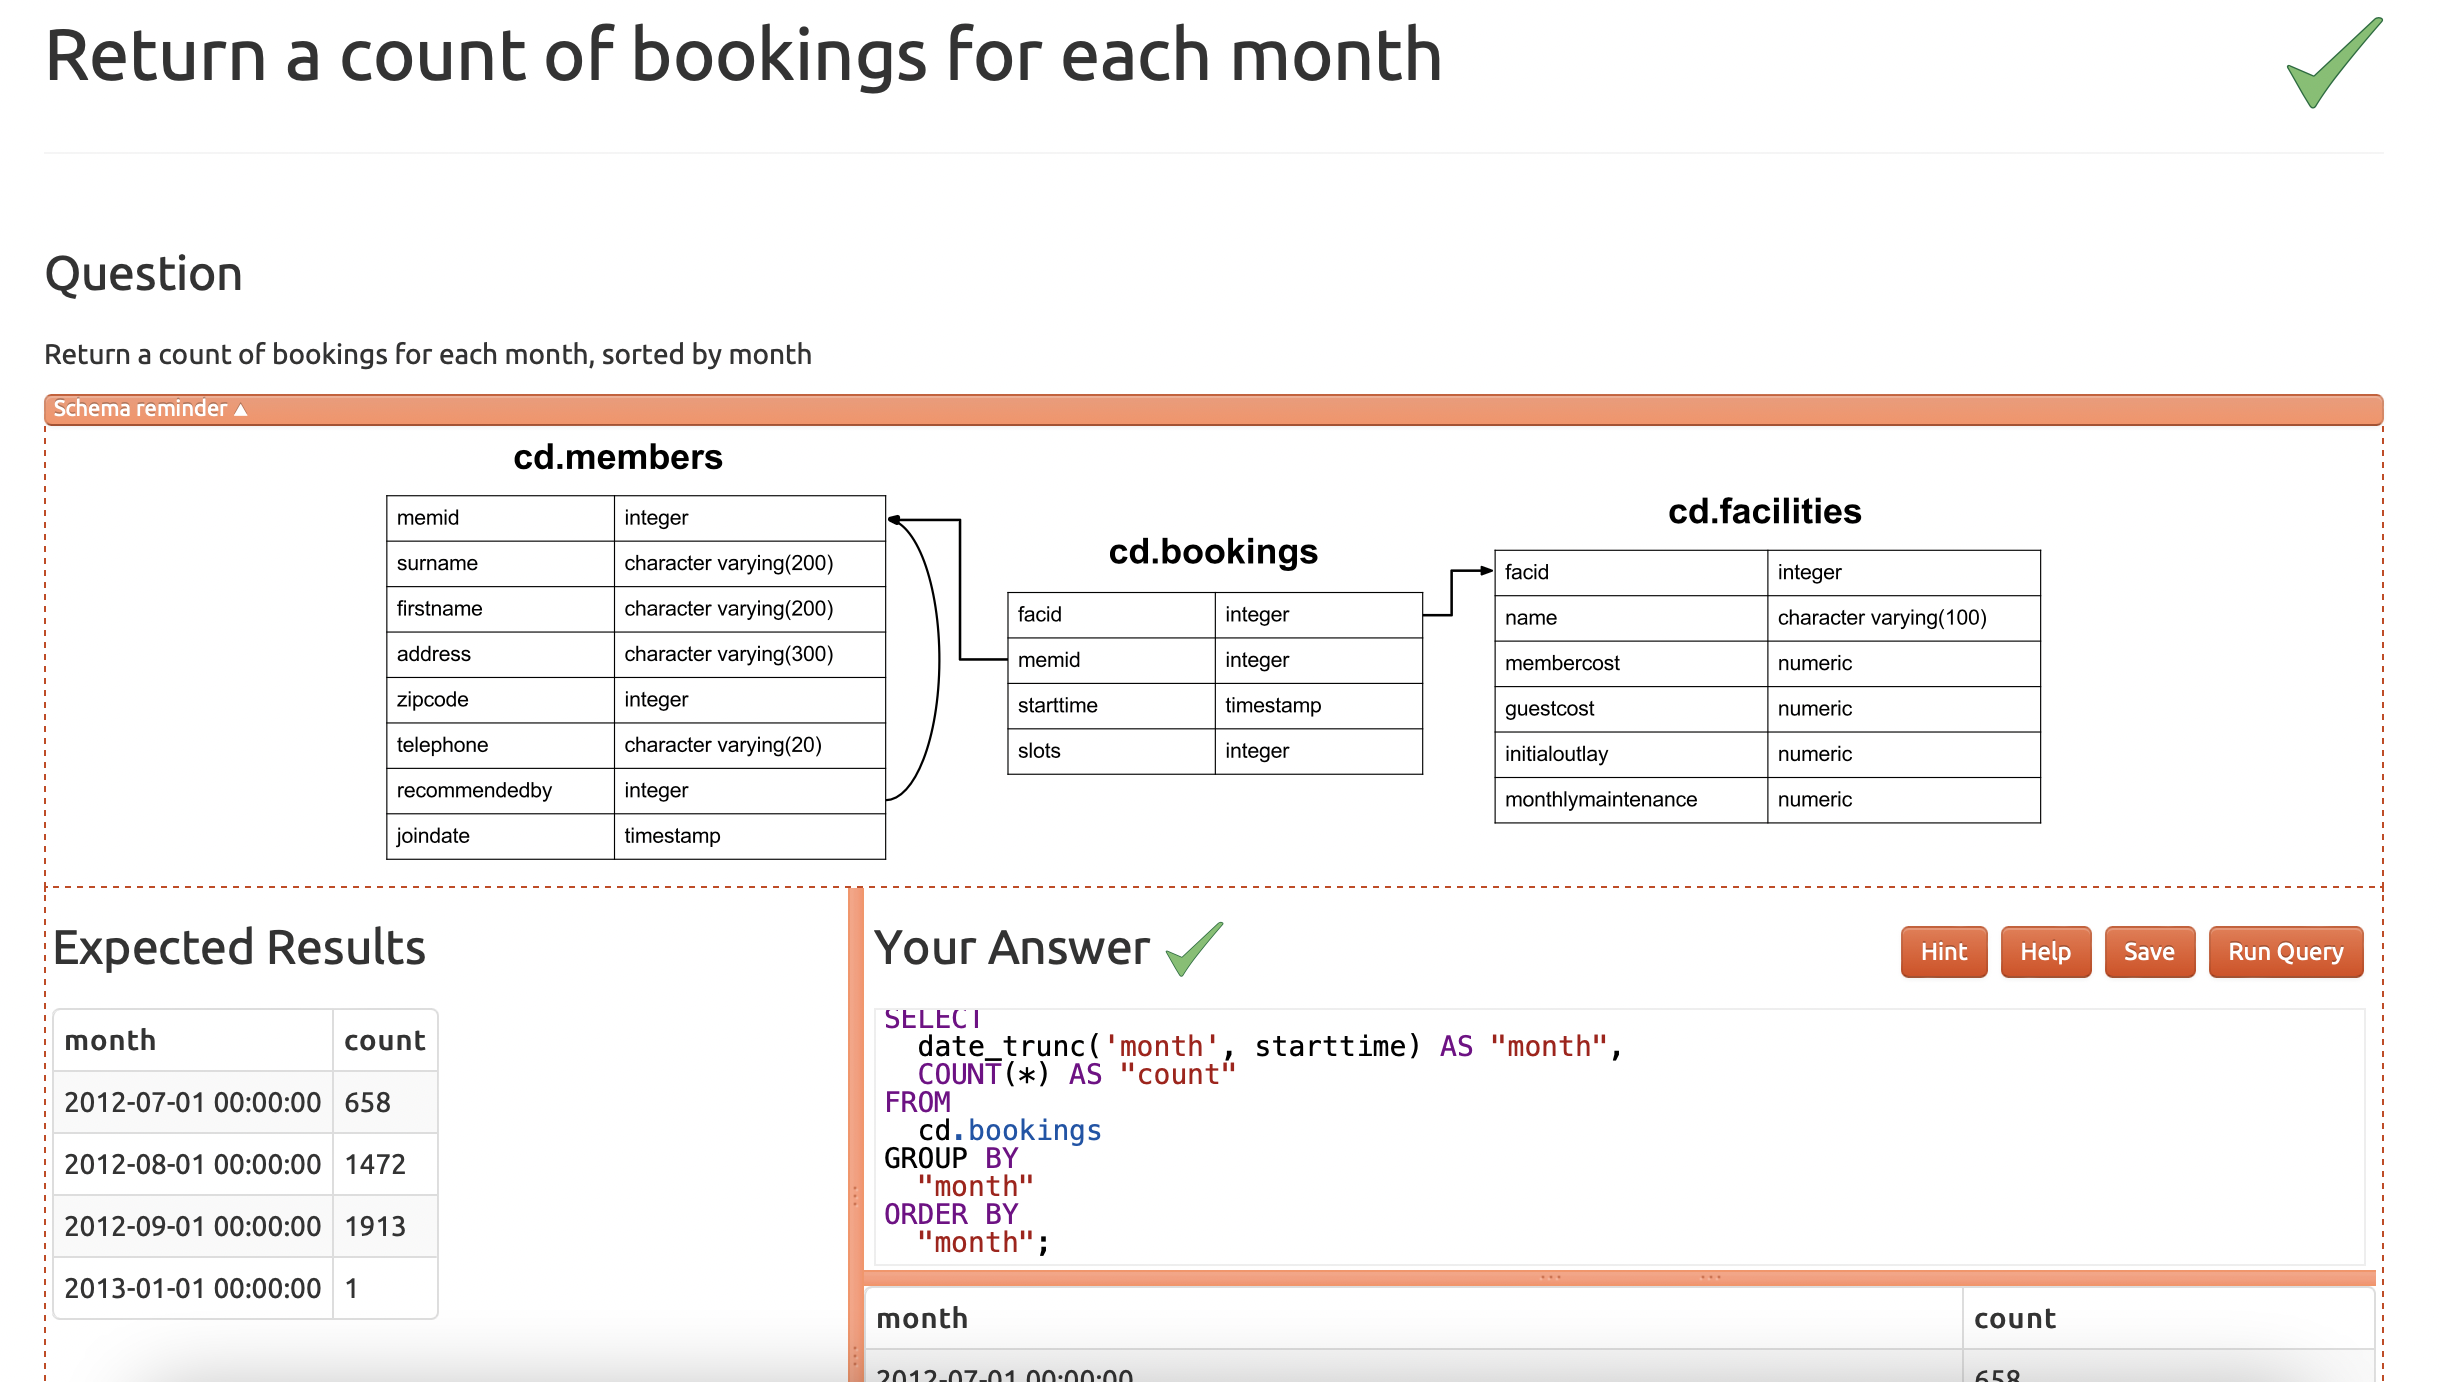 Return a count of bookings for each month
Question
Return a count of bookings for each month, sorted by month
Schema reminder ▲
cd.members
memid integer
surname character varying(200)
firstname character varying(200)
address character varying(300)
zipcode integer
telephone character varying(20)
recommendedby integer
joindate timestamp
cd.bookings
facid integer
memid integer
starttime timestamp
slots integer
cd.facilities
facid integer
name character varying(100)
membercost numeric
guestcost numeric
initialoutlay numeric
monthlymaintenance numeric
Expected Results
month count
2012-07-01 00:00:00 658
2012-08-01 00:00:00 1472
2012-09-01 00:00:00 1913
2013-01-01 00:00:00 1
Your Answer
Hint Help Save Run Query
SELECT
date_trunc('month', starttime) AS "month",
COUNT(*) AS "count"
FROM
cd.bookings
GROUP BY
"month"
ORDER BY
"month";
month count
2012-07-01 00:00:00 658